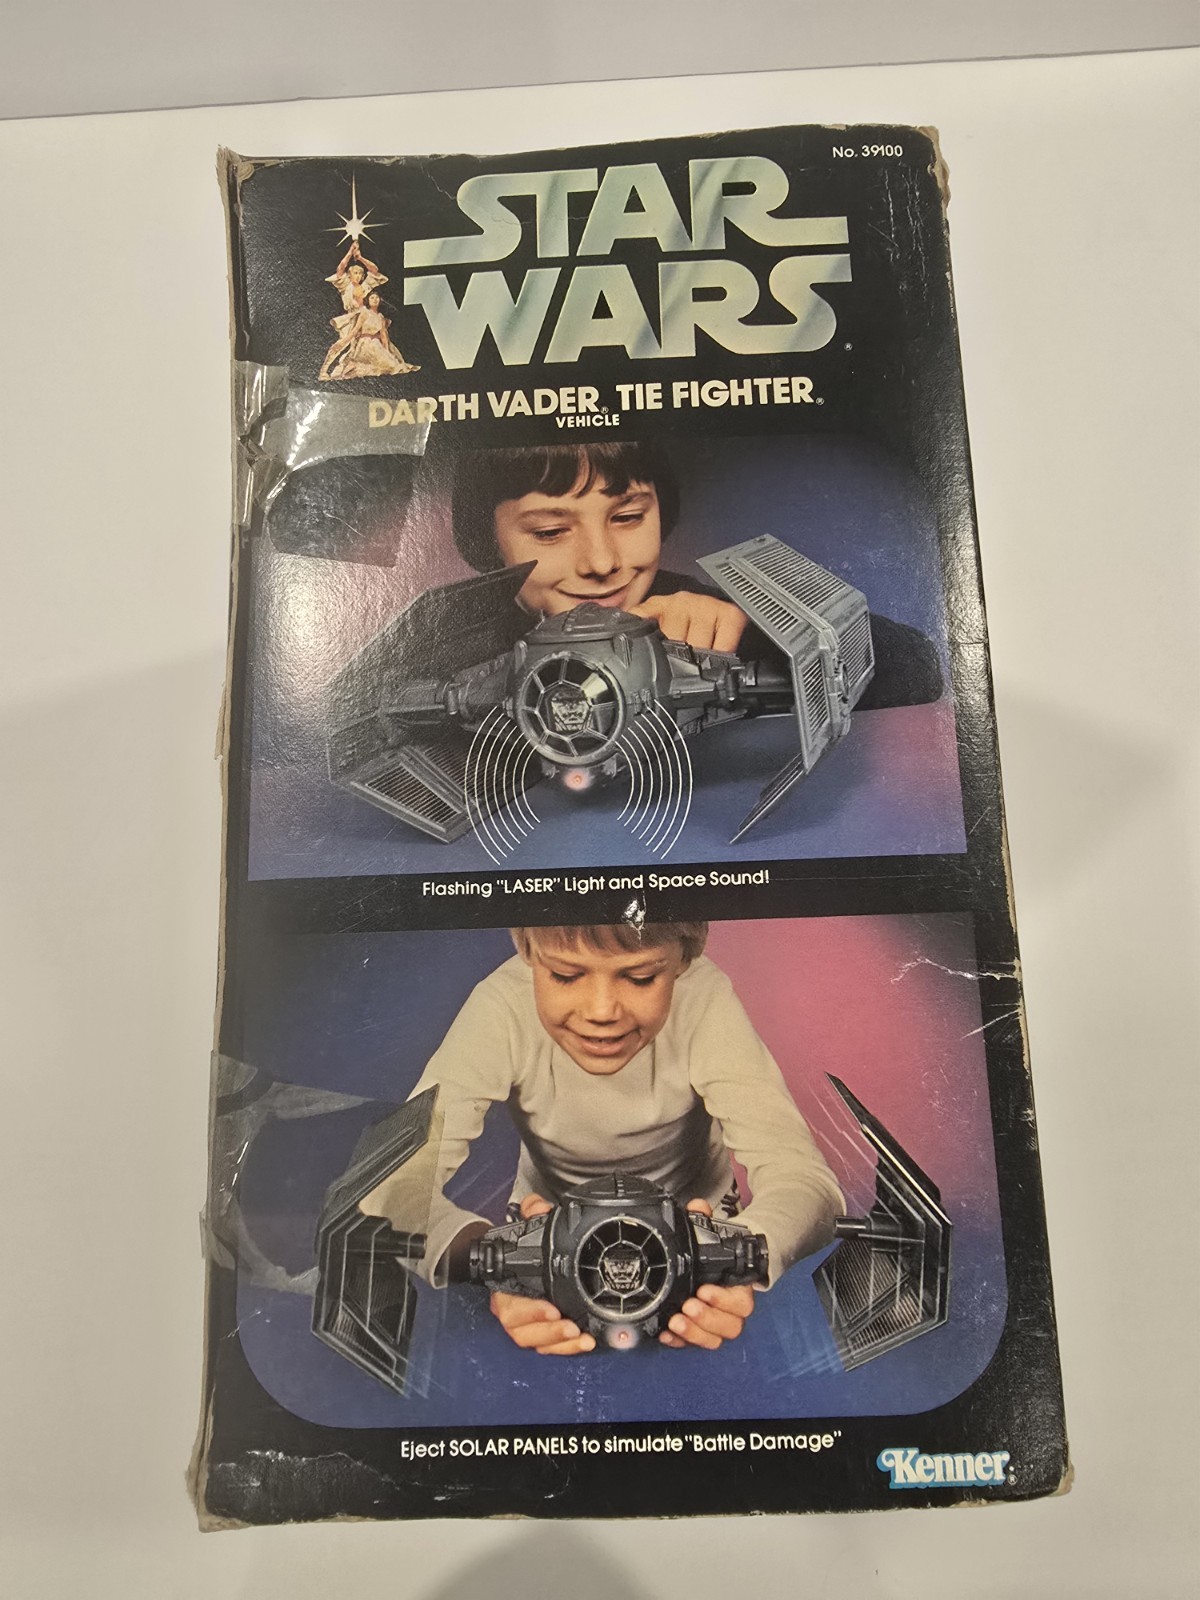 No. 39100
STAR
WARS®
DARTH VADER® TIE FIGHTER®
VEHICLE
Flashing "LASER" Light and Space Sound!
Eject SOLAR PANELS to simulate "Battle Damage"
Kenner®